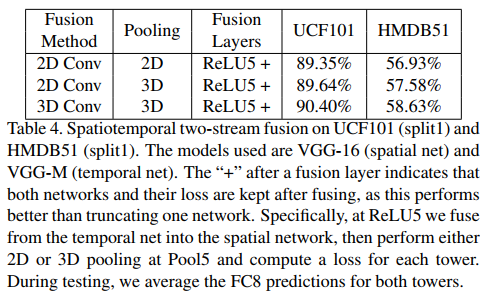 Fusion Method Pooling Fusion Layers UCF101 HMDB51
2D Conv 2D ReLU5 + 89.35% 56.93%
2D Conv 3D ReLU5 + 89.64% 57.58%
3D Conv 3D ReLU5 + 90.40% 58.63%
Table 4. Spatiotemporal two-stream fusion on UCF101 (split1) and
HMDB51 (split1). The models used are VGG-16 (spatial net) and
VGG-M (temporal net). The “+” after a fusion layer indicates that
both networks and their loss are kept after fusing, as this performs
better than truncating one network. Specifically, at ReLU5 we fuse
from the temporal net into the spatial network, then perform either
2D or 3D pooling at Pool5 and compute a loss for each tower.
During testing, we average the FC8 predictions for both towers.